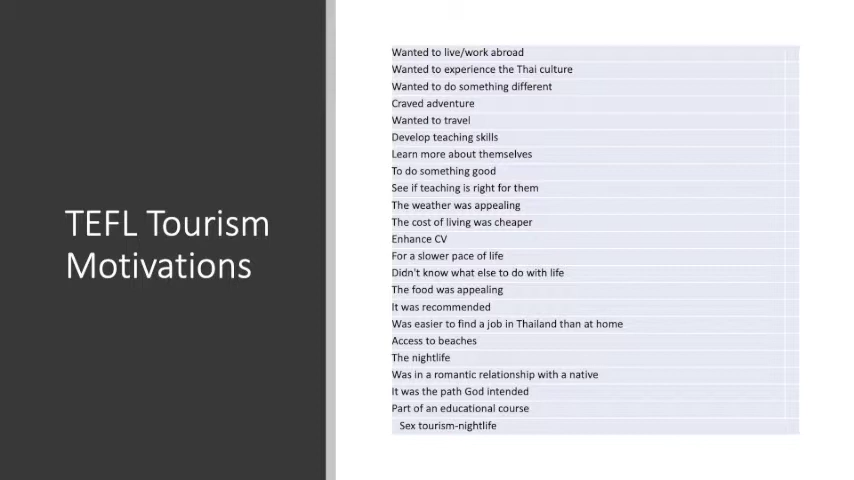 TEFL Tourism
Motivations
Wanted to live/work abroad
Wanted to experience the Thai culture
Wanted to do something different
Craved adventure
Wanted to travel
Develop teaching skills
Learn more about themselves
To do something good
See if teaching is right for them
The weather was appealing
The cost of living was cheaper
Enhance CV
For a slower pace of life
Didn't know what else to do with life
The food was appealing
It was recommended
Was easier to find a job in Thailand than at home
Access to beaches
The nightlife
Was in a romantic relationship with a native
It was the path God intended
Part of an educational course
Sex tourism-nightlife